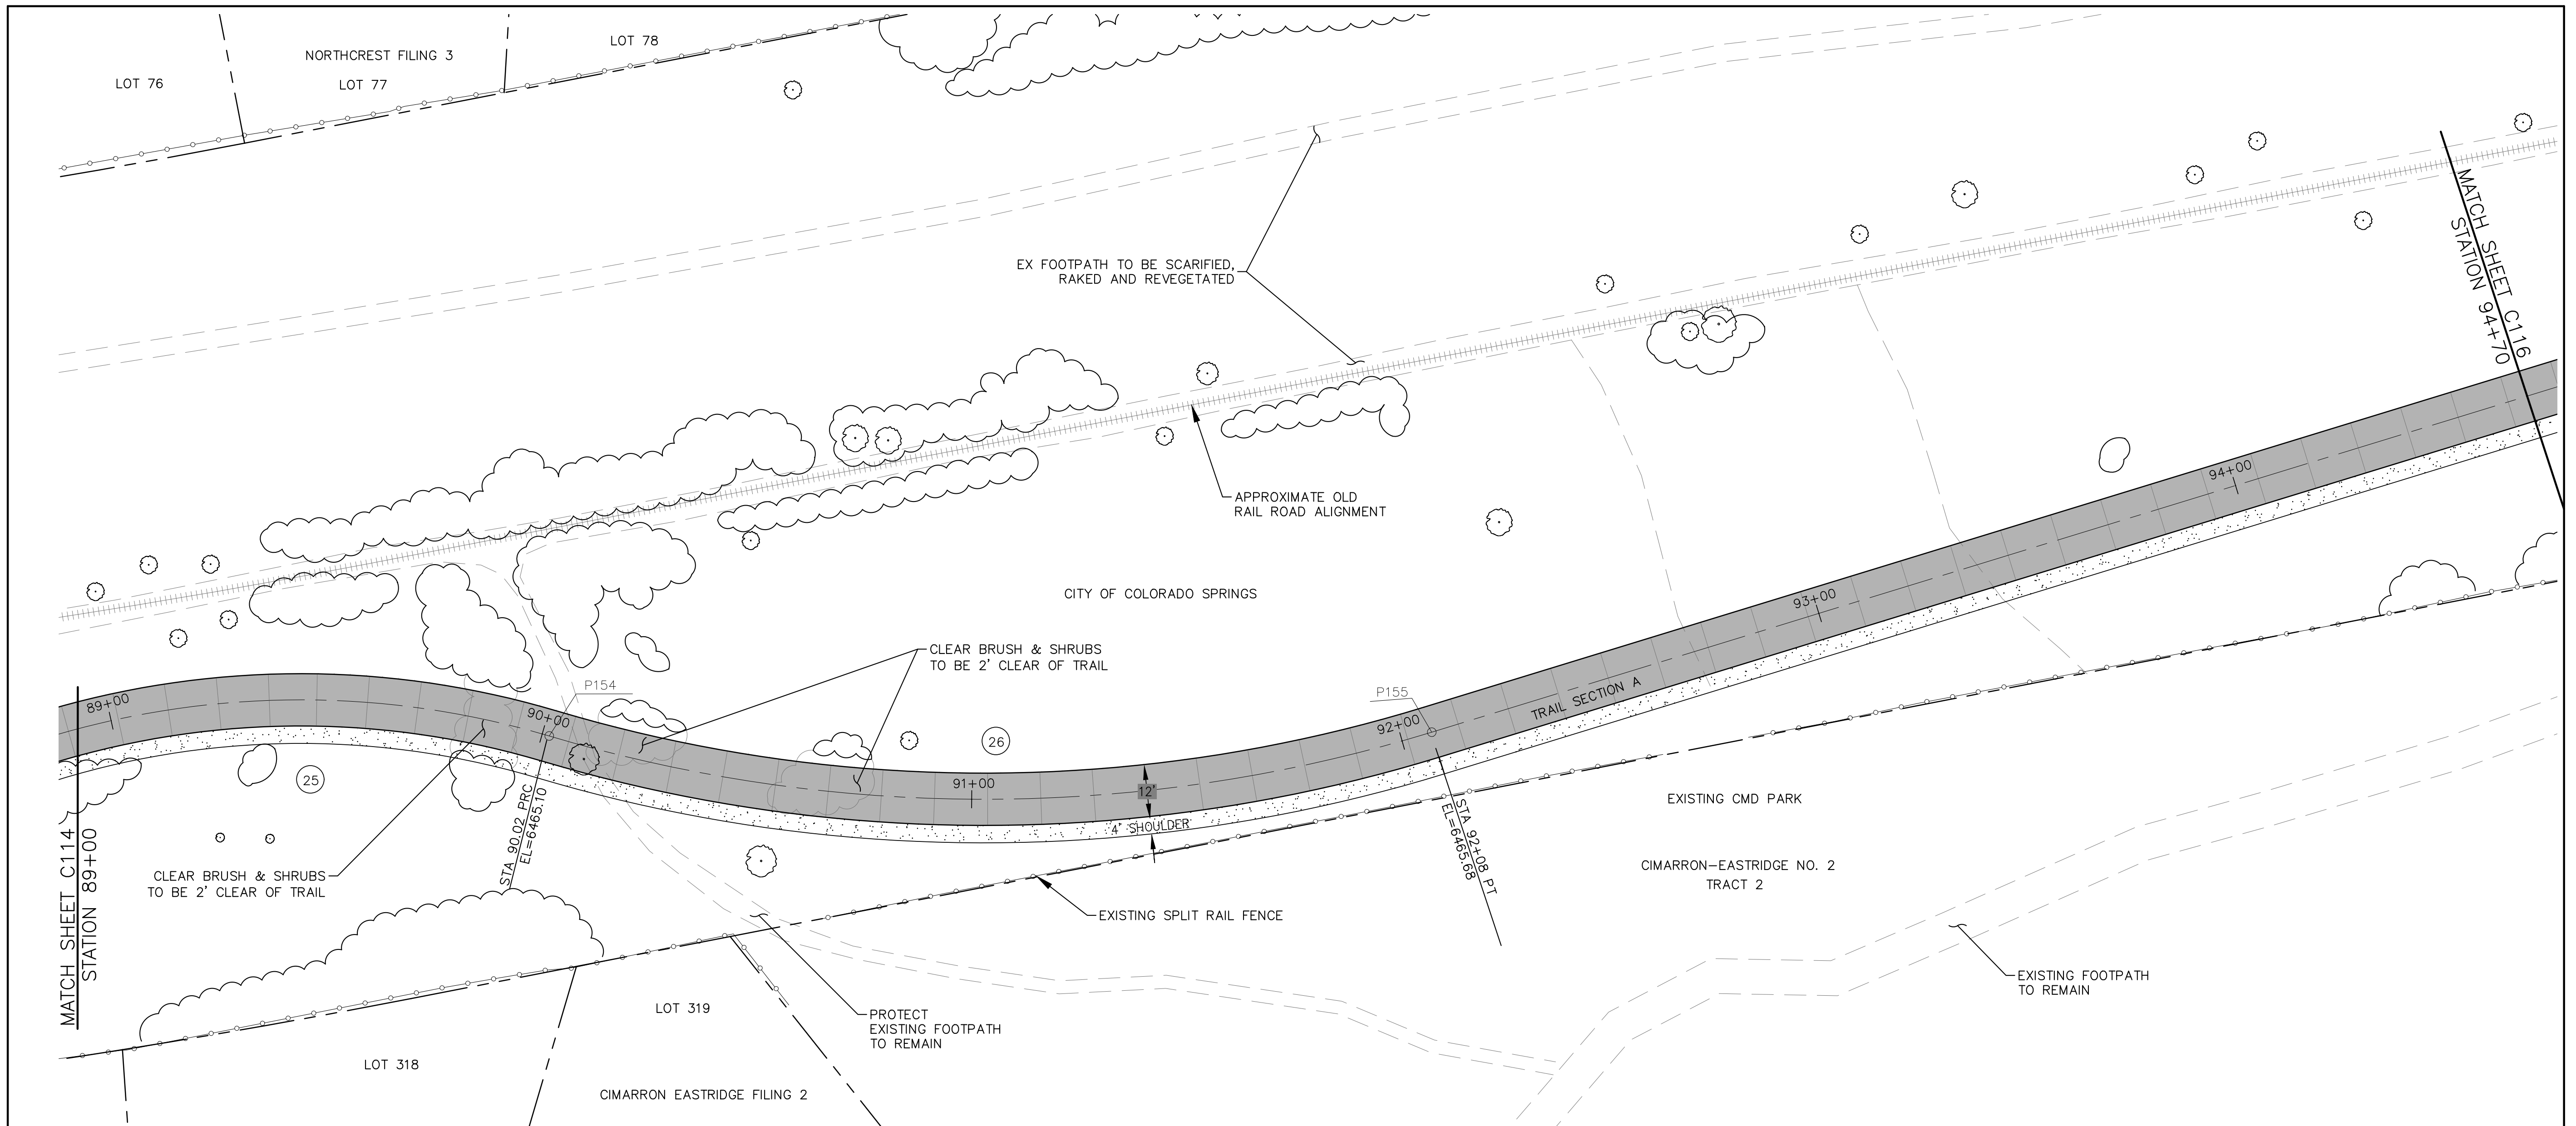 LOT 76
NORTHCREST FILING 3
LOT 77
LOT 78
EX FOOTPATH TO BE SCARIFIED,
RAKED AND REVEGETATED
MATCH SHEET C116
STATION 94+70
APPROXIMATE OLD
RAIL ROAD ALIGNMENT
CITY OF COLORADO SPRINGS
CLEAR BRUSH & SHRUBS
TO BE 2' CLEAR OF TRAIL
P154
P155
89+00
90+00
91+00
92+00
93+00
94+00
TRAIL SECTION A
26
25
12'
4' SHOULDER
STA 90.02 PRC
EL=6465.10
STA 92+08 PT
EL=6465.68
MATCH SHEET C114
STATION 89+00
CLEAR BRUSH & SHRUBS
TO BE 2' CLEAR OF TRAIL
EXISTING SPLIT RAIL FENCE
EXISTING CMD PARK
CIMARRON-EASTRIDGE NO. 2
TRACT 2
EXISTING FOOTPATH
TO REMAIN
PROTECT
EXISTING FOOTPATH
TO REMAIN
LOT 319
LOT 318
CIMARRON EASTRIDGE FILING 2